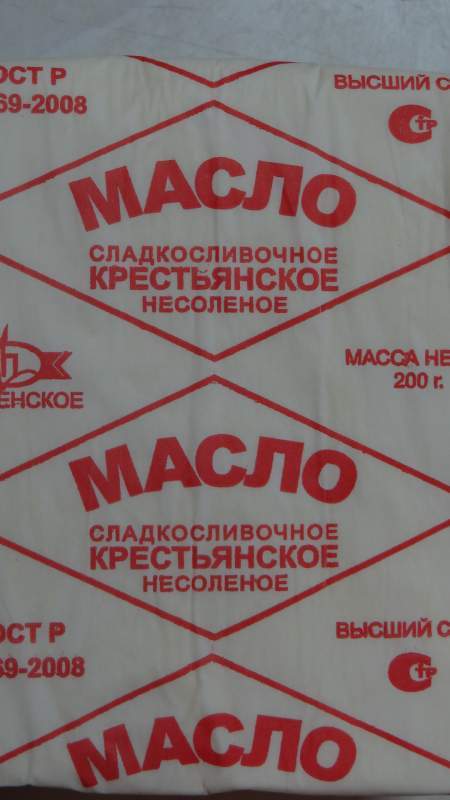 ОСТ Р
69-2008
ВЫСШИЙ С
МАСЛО
СЛАДКОСЛИВОЧНОЕ
КРЕСТЬЯНСКОЕ
НЕСОЛЕНОЕ
ЕНСКОЕ
МАССА НЕ
200 г.
МАСЛО
СЛАДКОСЛИВОЧНОЕ
КРЕСТЬЯНСКОЕ
НЕСОЛЕНОЕ
ОСТ Р
69-2008
ВЫСШИЙ С
МАСЛО